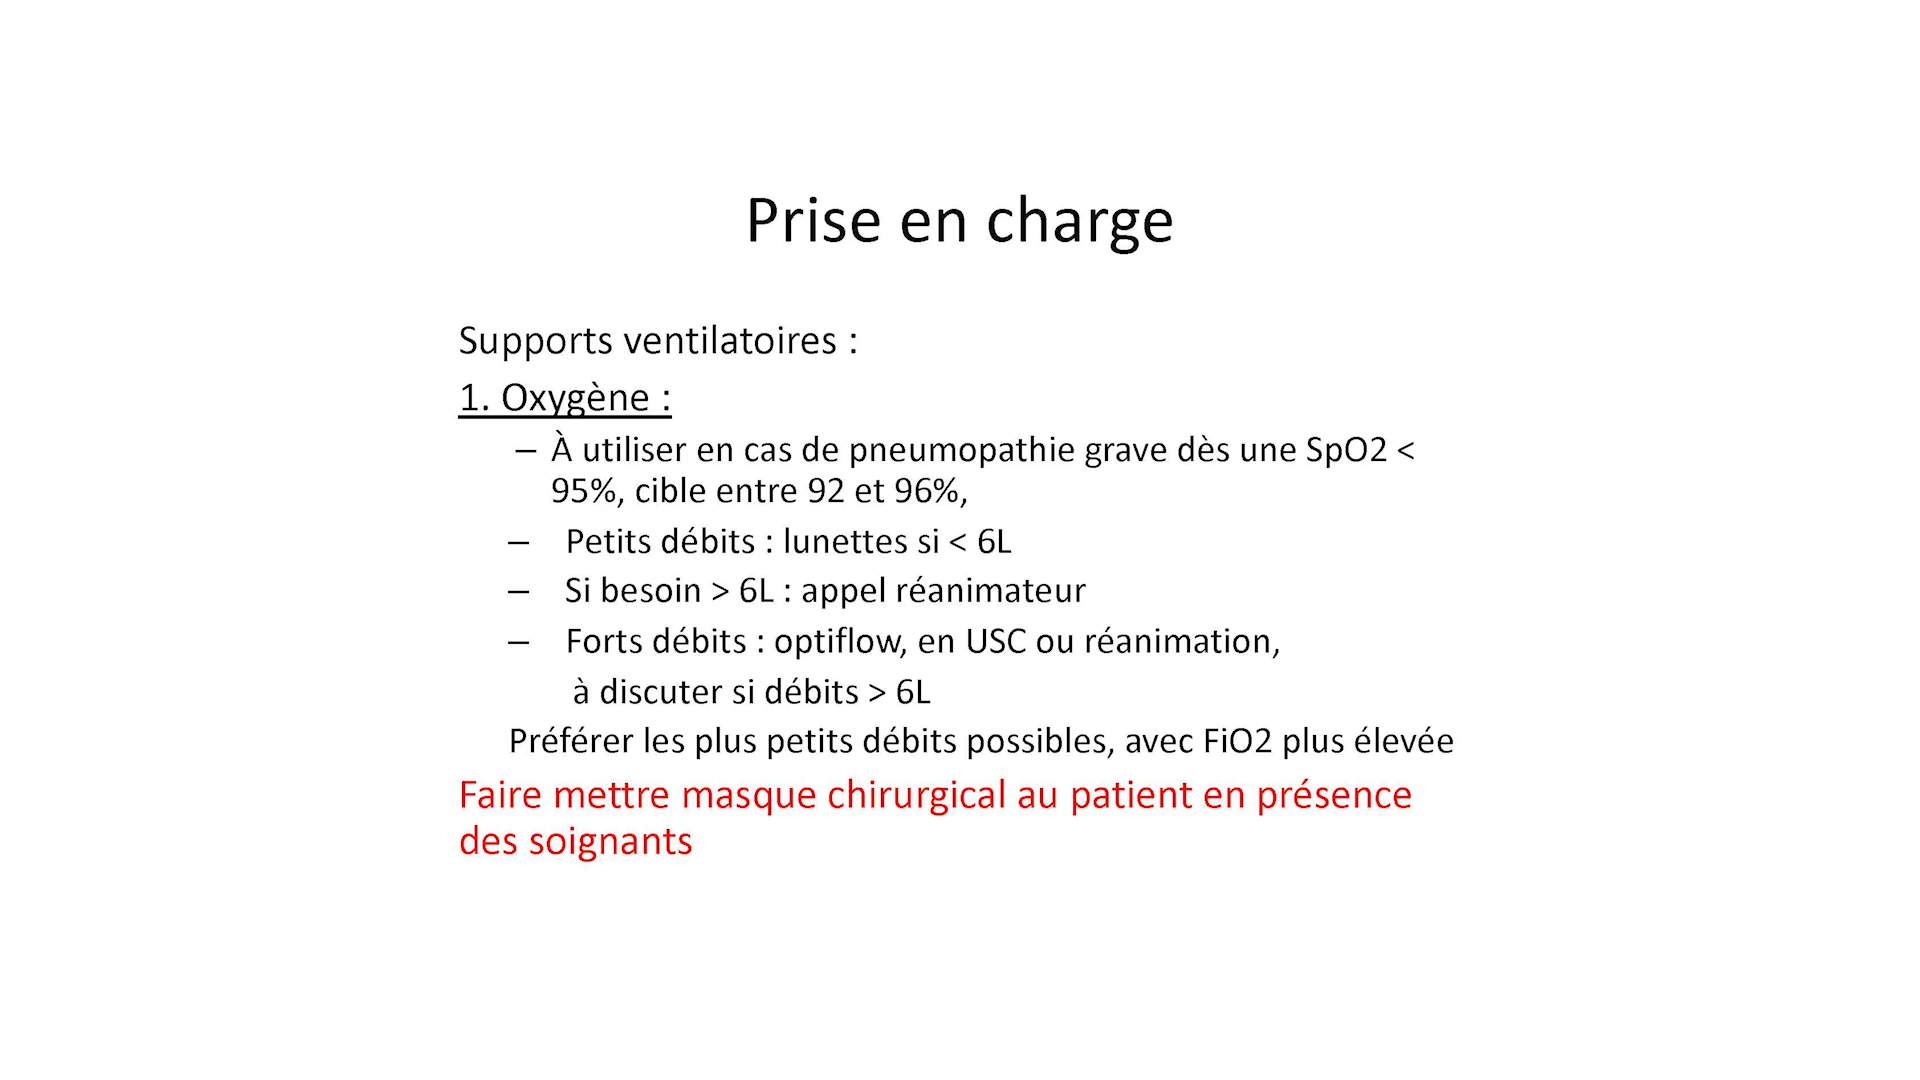 Prise en charge
Supports ventilatoires :
1. Oxygène :
– À utiliser en cas de pneumopathie grave dès une SpO2 <
95%, cible entre 92 et 96%,
– Petits débits : lunettes si < 6L
– Si besoin > 6L : appel réanimateur
– Forts débits : optiflow, en USC ou réanimation,
à discuter si débits > 6L
Préférer les plus petits débits possibles, avec FiO2 plus élevée
Faire mettre masque chirurgical au patient en présence
des soignants